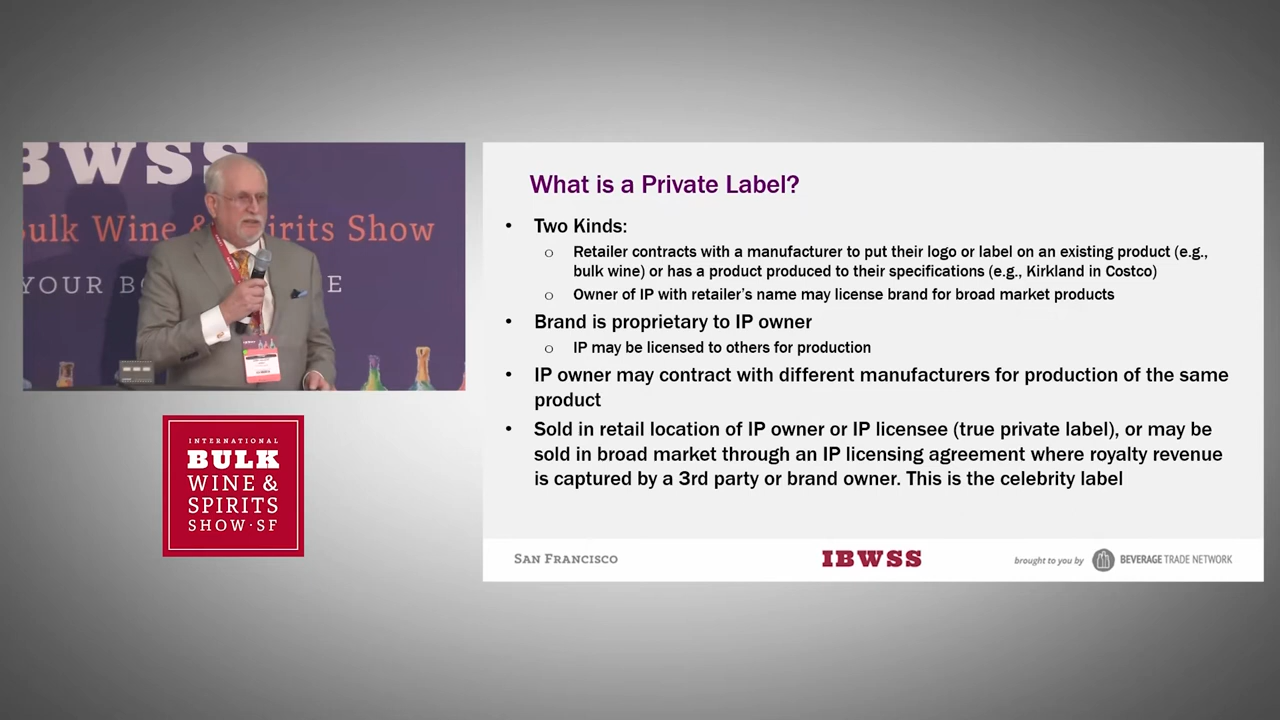 BWSS
Bulk Wine & Spirits Show
YOUR
E
INTERNATIONAL
BULK
WINE &
SPIRITS
SHOW·SF
What is a Private Label?
• Two Kinds:
o Retailer contracts with a manufacturer to put their logo or label on an existing product (e.g.,
bulk wine) or has a product produced to their specifications (e.g., Kirkland in Costco)
o Owner of IP with retailer’s name may license brand for broad market products
• Brand is proprietary to IP owner
o IP may be licensed to others for production
• IP owner may contract with different manufacturers for production of the same
product
• Sold in retail location of IP owner or IP licensee (true private label), or may be
sold in broad market through an IP licensing agreement where royalty revenue
is captured by a 3rd party or brand owner. This is the celebrity label
SAN FRANCISCO
IBWSS
brought to you by BEVERAGE TRADE NETWORK